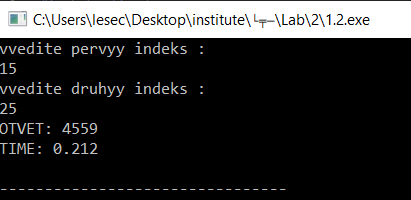 C:\Users\lesec\Desktop\institute\╘╤─\Lab\2\1.2.exe
vvedite pervyy indeks :
15
vvedite druhyy indeks :
25
OTVET: 4559
TIME: 0.212
--------------------------------